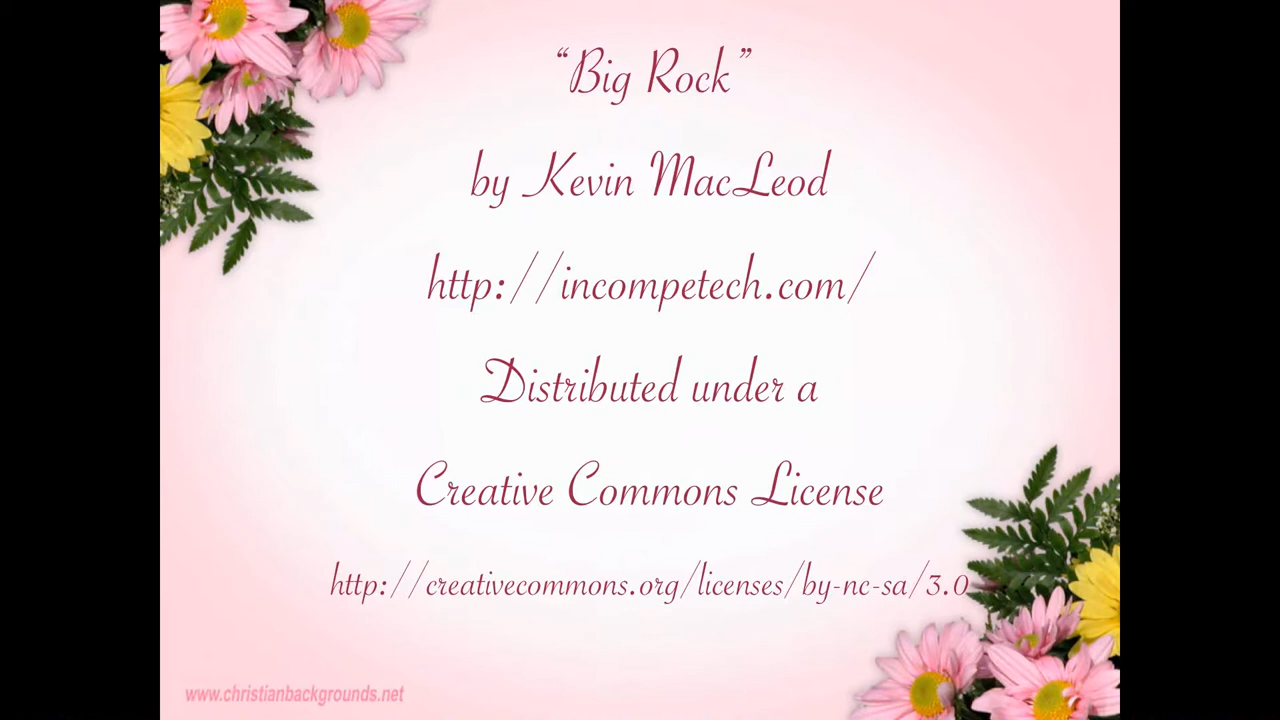 “Big Rock”
by Kevin MacLeod
http://incompetech.com/
Distributed under a
Creative Commons License
http://creativecommons.org/licenses/by-nc-sa/3.0
www.christianbackgrounds.net